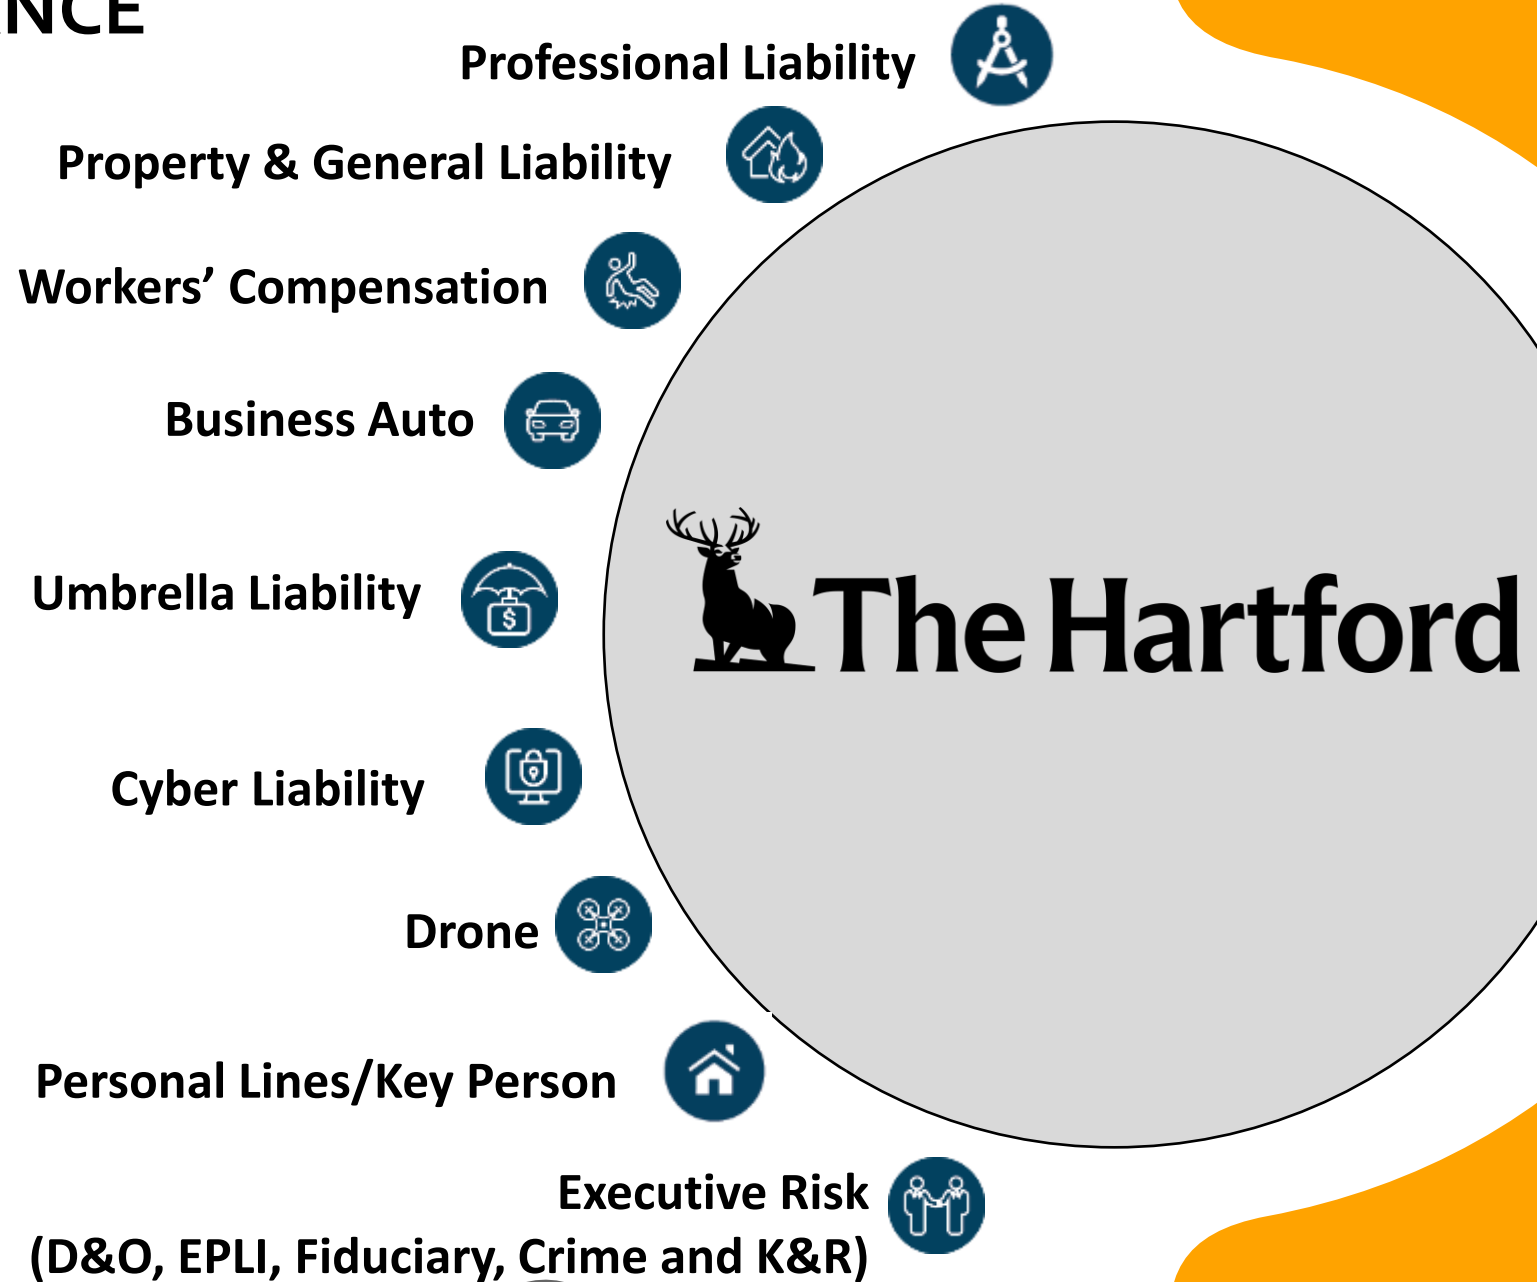 NCE
Professional Liability
Property & General Liability
Workers’ Compensation
Business Auto
The Hartford
Umbrella Liability
Cyber Liability
Drone
Personal Lines/Key Person
Executive Risk
(D&O, EPLI, Fiduciary, Crime and K&R)